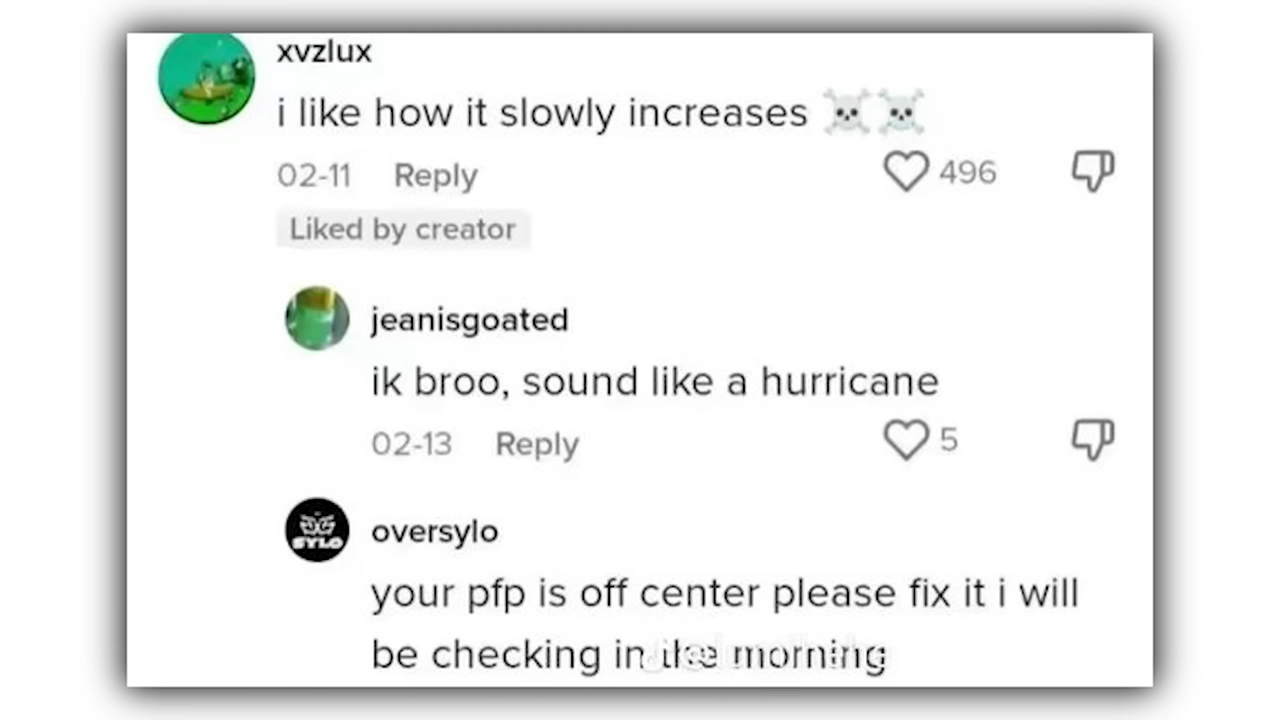 xvzlux
i like how it slowly increases ☠️☠️
02-11 Reply 496
Liked by creator
jeanisgoated
ik broo, sound like a hurricane
02-13 Reply 5
SYLO
oversylo
your pfp is off center please fix it i will
be checking in the morning